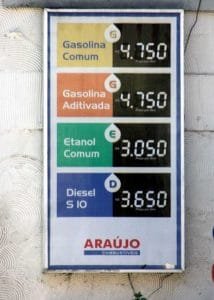 G
Gasolina
Comum
4.750
G
Gasolina
Aditivada
4.750
E
Etanol
Comum
3.050
D
Diesel
S 10
3.650
ARAÚJO
COMBUSTÍVEIS